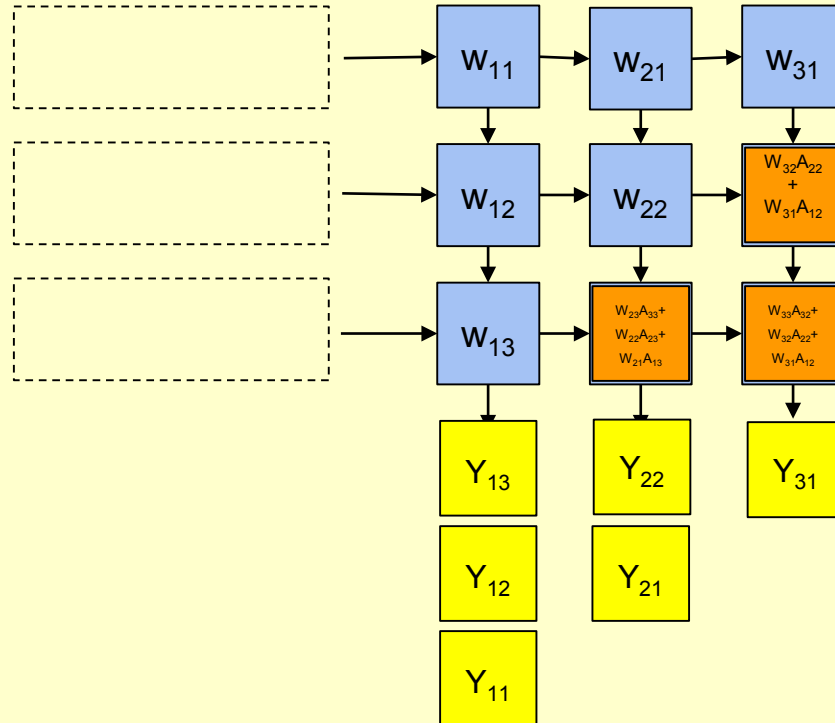 W₁₁ W₂₁ W₃₁
W₁₂ W₂₂ W₃₂A₂₂
+
W₃₁A₁₂
W₁₃ W₂₃A₃₃+
W₂₂A₂₃+
W₂₁A₁₃
W₃₃A₃₂+
W₃₂A₂₂+
W₃₁A₁₂
Y₁₃ Y₂₂ Y₃₁
Y₁₂ Y₂₁
Y₁₁